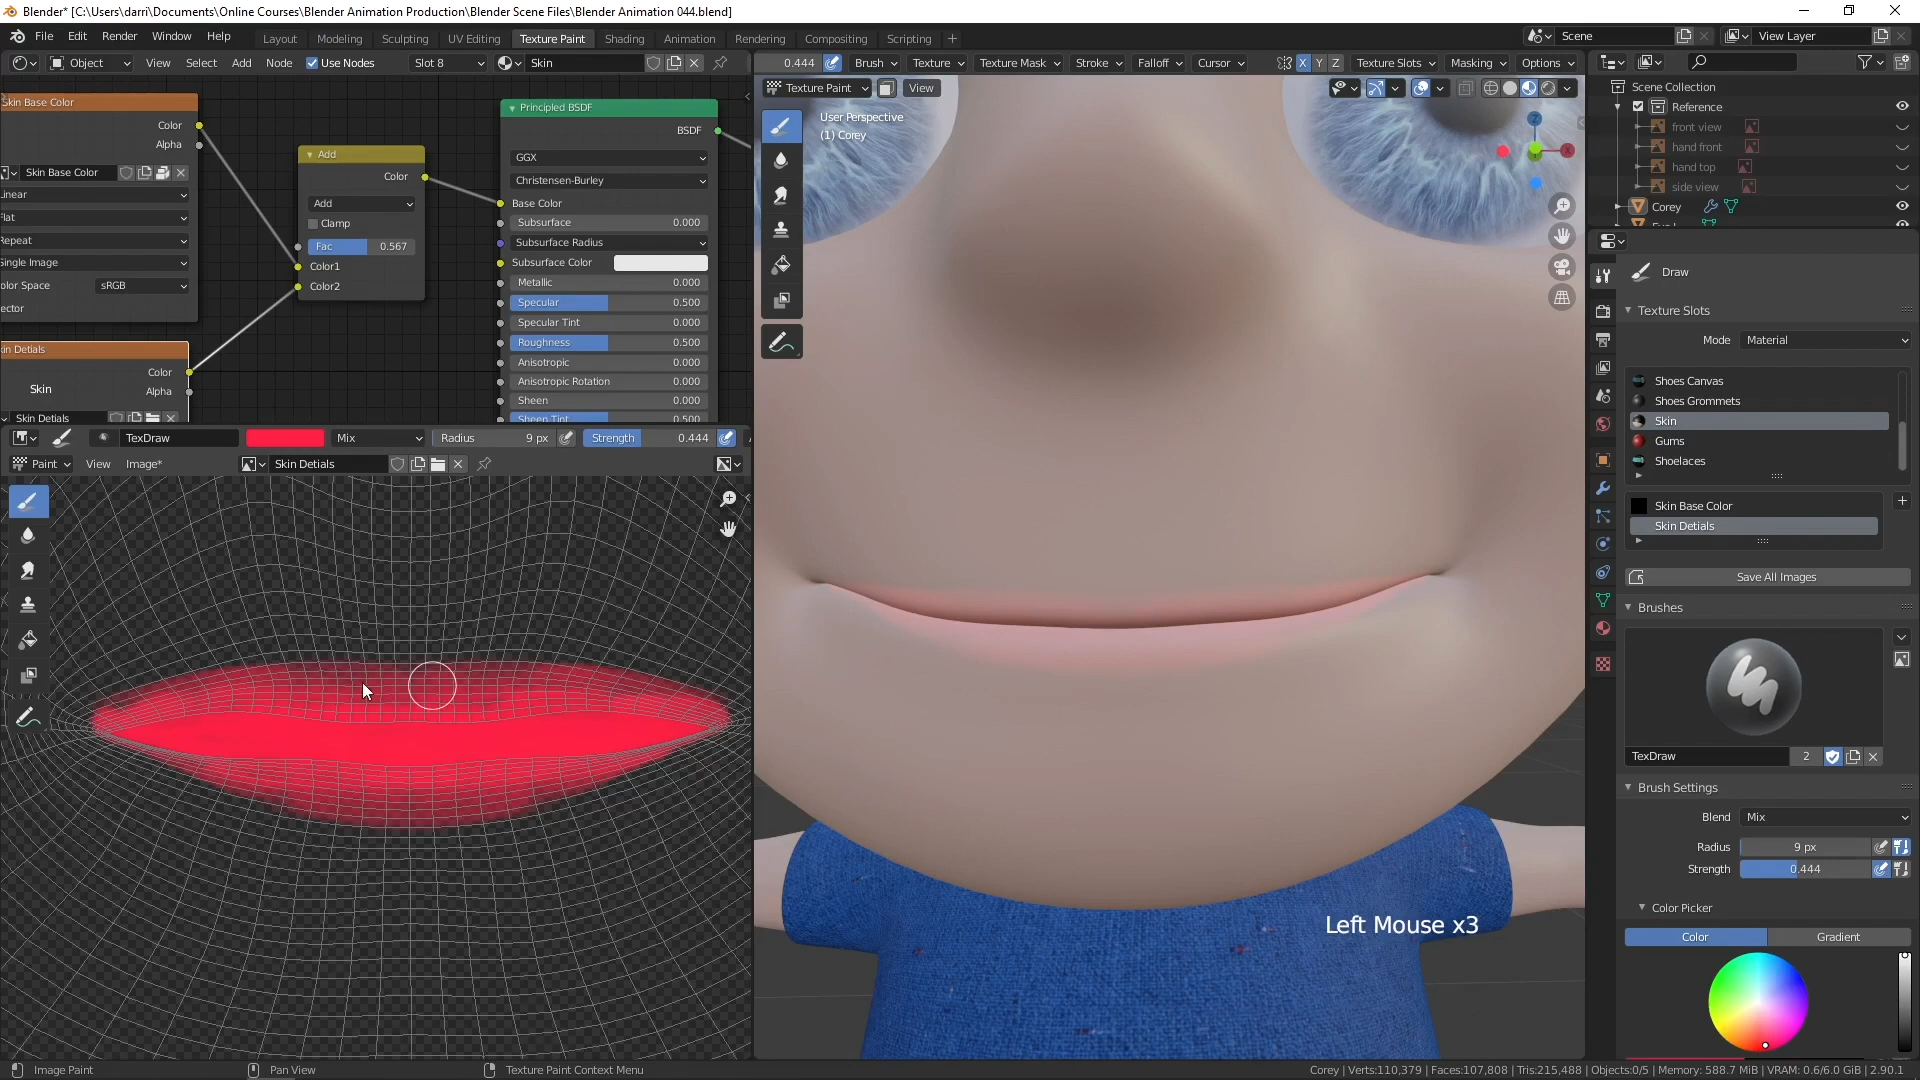 Blender* [C:\Users\darri\Documents\Online Courses\Blender Animation Production\Blender Scene Files\Blender Animation 044.blend]
File Edit Render Window Help Layout Modeling Sculpting UV Editing Texture Paint Shading Animation Rendering Compositing Scripting + Scene View Layer
Object View Select Add Node Use Nodes Slot 8 Skin
0.444 Brush Texture Texture Mask Stroke Falloff Cursor X Y Z Texture Slots Masking Options
Texture Paint View
User Perspective
(1) Corey
Skin Base Color
Color
Alpha
Skin Base Color
Linear
Flat
Repeat
Single Image
olor Space sRGB
ector
Add
Color
Add
Clamp
Fac 0.567
Color1
Color2
kin Detials
Color
Skin
Alpha
Skin Detials
Principled BSDF
BSDF
GGX
Christensen-Burley
Base Color
Subsurface 0.000
Subsurface Radius
Subsurface Color
Metallic 0.000
Specular 0.500
Specular Tint 0.000
Roughness 0.500
Anisotropic 0.000
Anisotropic Rotation 0.000
Sheen 0.000
Sheen Tint 0.500
TexDraw Mix Radius 9 px Strength 0.444
Paint View Image* Skin Detials
Z
X
Left Mouse x3
Scene Collection
Reference
front view
hand front
hand top
side view
Corey
Draw
Texture Slots
Mode Material
Shoes Canvas
Shoes Grommets
Skin
Gums
Shoelaces
Skin Base Color
Skin Detials
Save All Images
Brushes
TexDraw 2
Brush Settings
Blend Mix
Radius 9 px
Strength 0.444
Color Picker
Color Gradient
Image Paint Pan View Texture Paint Context Menu Corey | Verts:110,379 | Faces:107,808 | Tris:215,488 | Objects:0/5 | Memory: 588.7 MiB | VRAM: 0.6/6.0 GiB | 2.90.1